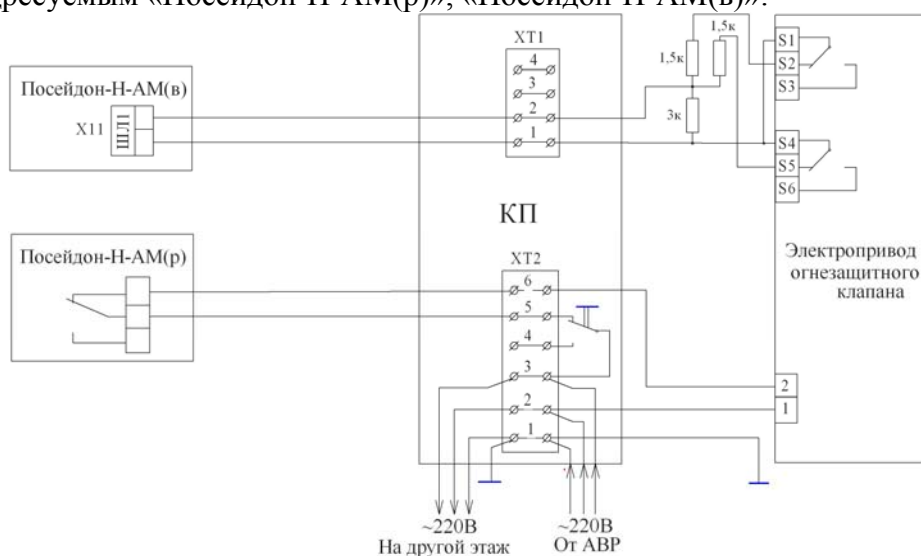 «Посейдон-Н-АМ(р)», «Посейдон-Н-АМ(в)».
Посейдон-Н-АМ(в)
X11
ШЛ1
XT1
4
3
2
1
1,5к
1,5к
3к
S1
S2
S3
S4
S5
S6
КП
Посейдон-Н-АМ(р)
XT2
6
5
4
3
2
1
Электропривод
огнезащитного
клапана
2
1
~220В
На другой этаж
~220В
От АВР